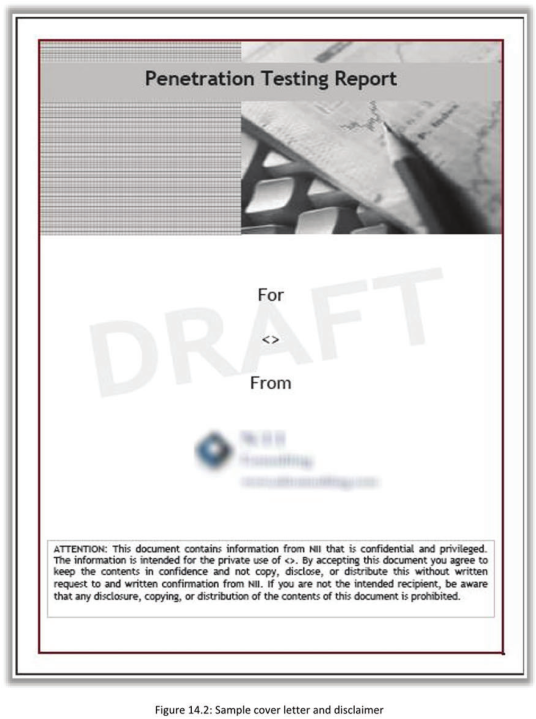 Penetration Testing Report
DRAFT
For
<>
From
ATTENTION: This document contains information from NII that is confidential and privileged.
The information is intended for the private use of <>. By accepting this document you agree to
keep the contents in confidence and not copy, disclose, or distribute this without written
request to and written confirmation from NII. If you are not the intended recipient, be aware
that any disclosure, copying, or distribution of the contents of this document is prohibited.
Figure 14.2: Sample cover letter and disclaimer